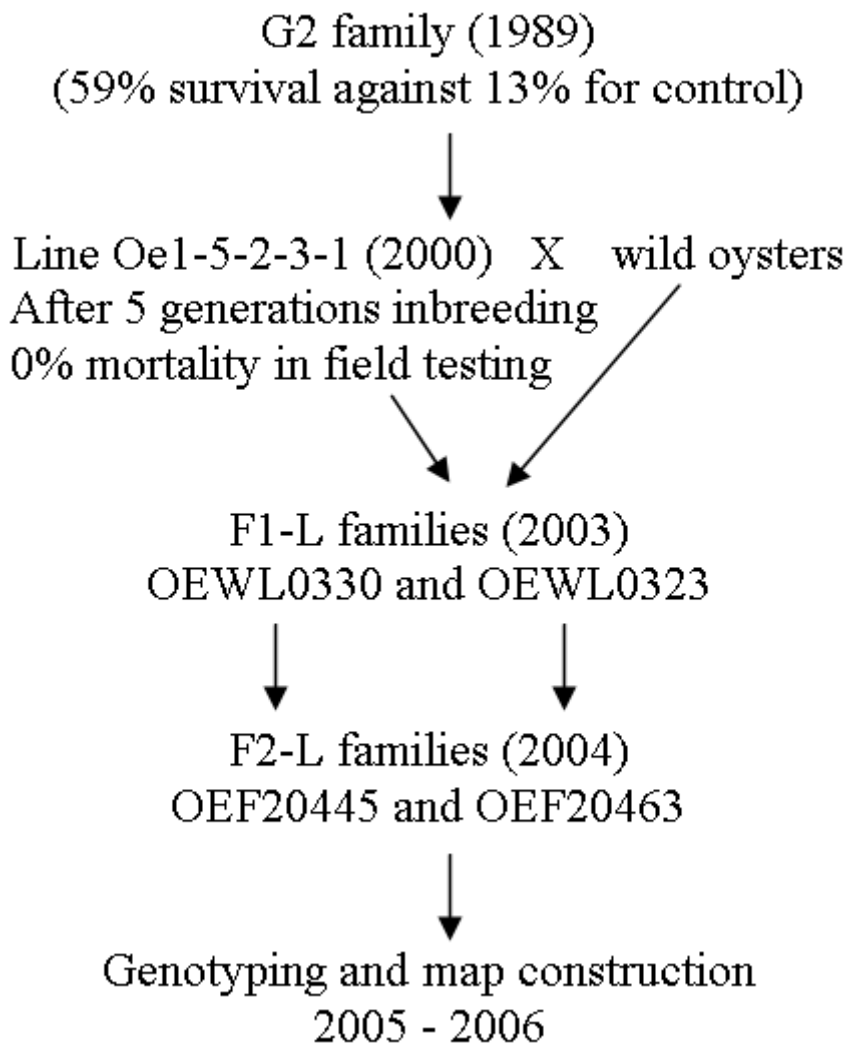 G2 family (1989)
(59% survival against 13% for control)
Line Oe1-5-2-3-1 (2000) X wild oysters
After 5 generations inbreeding
0% mortality in field testing
F1-L families (2003)
OEWL0330 and OEWL0323
F2-L families (2004)
OEF20445 and OEF20463
Genotyping and map construction
2005 - 2006